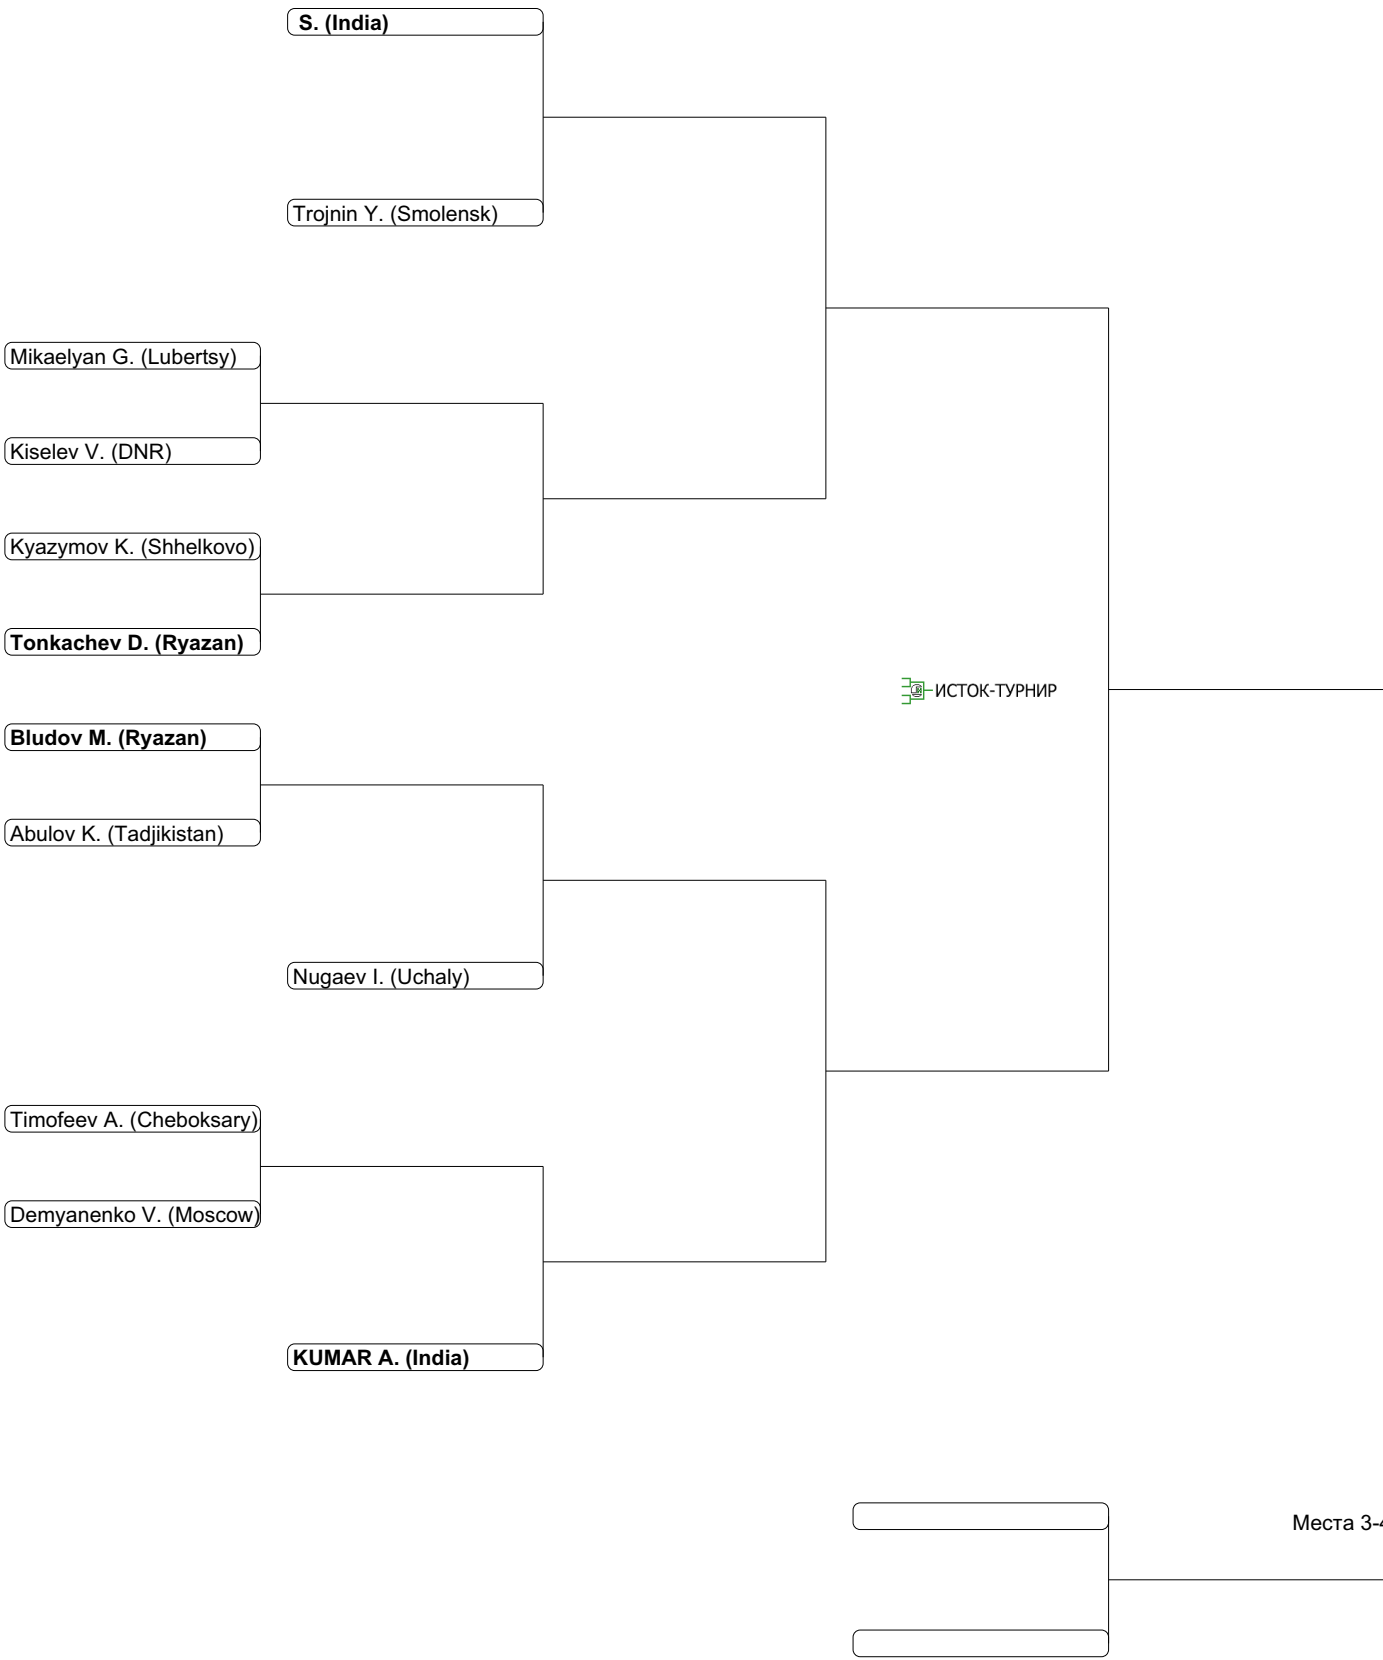 S. (India)
Trojnin Y. (Smolensk)
Mikaelyan G. (Lubertsy)
Kiselev V. (DNR)
Kyazymov K. (Shhelkovo)
Tonkachev D. (Ryazan)
ИСТОК-ТУРНИР
Bludov M. (Ryazan)
Abulov K. (Tadjikistan)
Nugaev I. (Uchaly)
Timofeev A. (Cheboksary)
Demyanenko V. (Moscow)
KUMAR A. (India)
Места 3-4